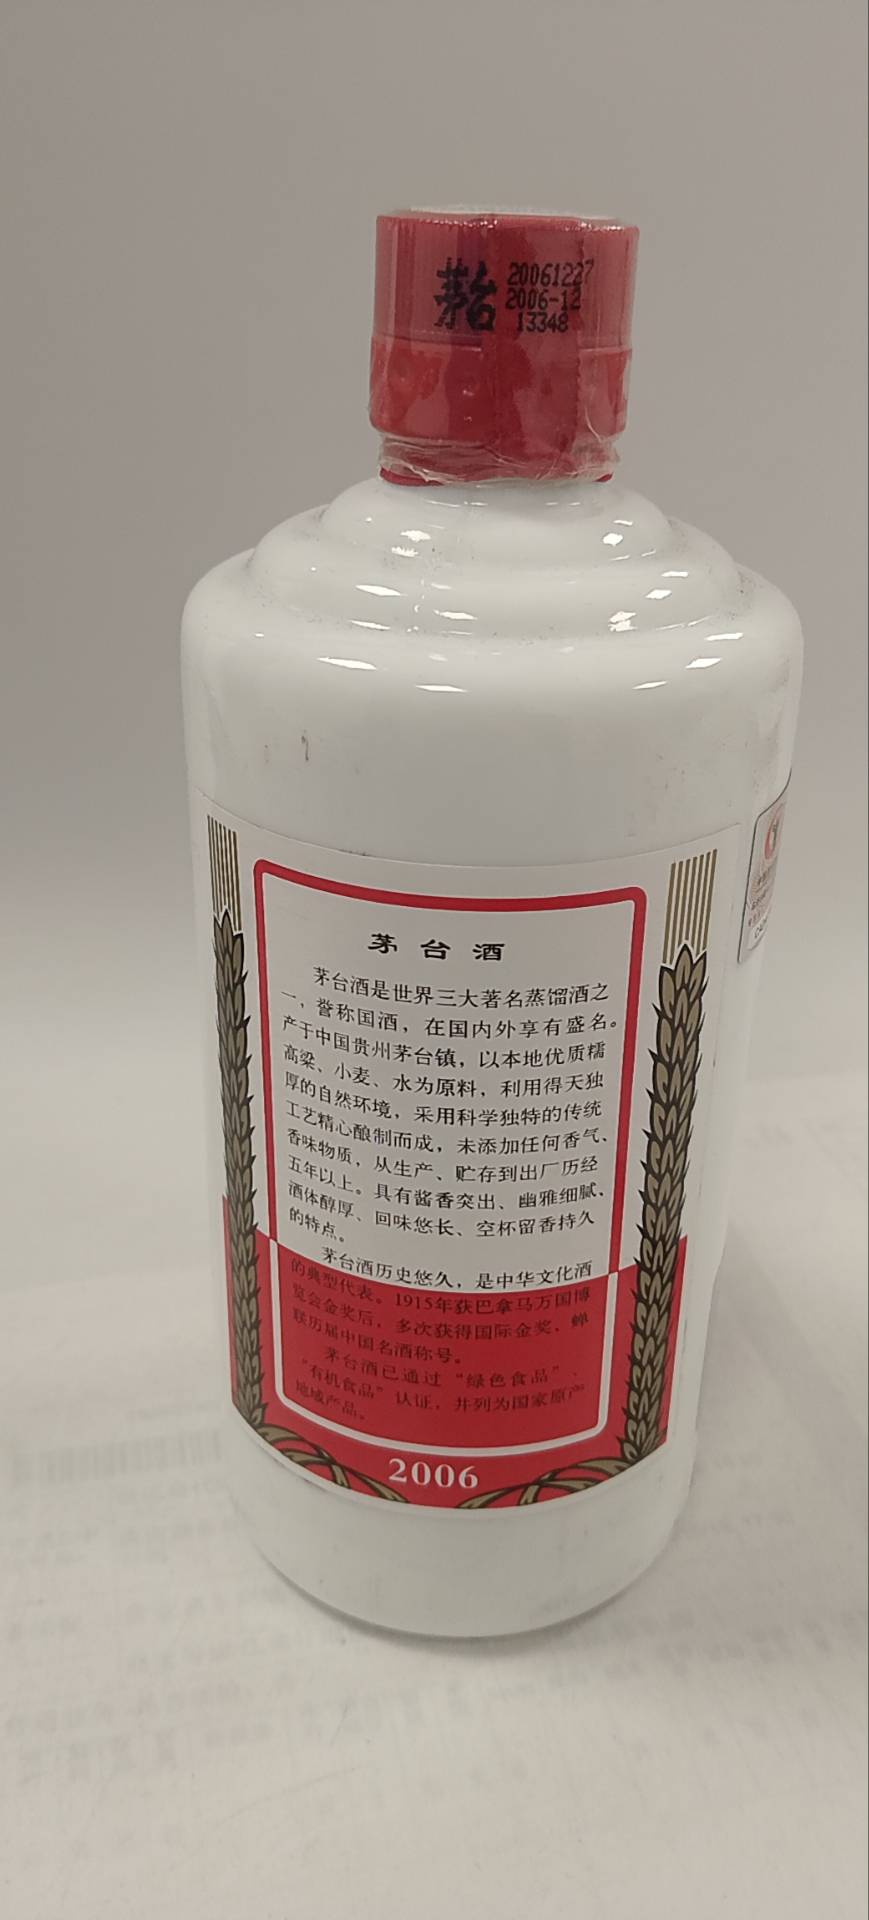 茅台
20061227
2006-12
13348
茅台酒
茅台酒是世界三大著名蒸馏酒之
一，誉称国酒，在国内外享有盛名。
产于中国贵州茅台镇，以本地优质糯
高粱、小麦、水为原料，利用得天独
厚的自然环境，采用科学独特的传统
工艺精心酿制而成，未添加任何香气、
香味物质，从生产、贮存到出厂历经
五年以上。具有酱香突出、幽雅细腻、
酒体醇厚、回味悠长、空杯留香持久
的特点。
茅台酒历史悠久，是中华文化酒
的典型代表。1915年获巴拿马万国博
览会金奖后，多次获得国际金奖、蝉
联历届中国名酒称号。
茅台酒已通过“绿色食品”、
“有机食品”认证，并列为国家原产
地域产品。
2006